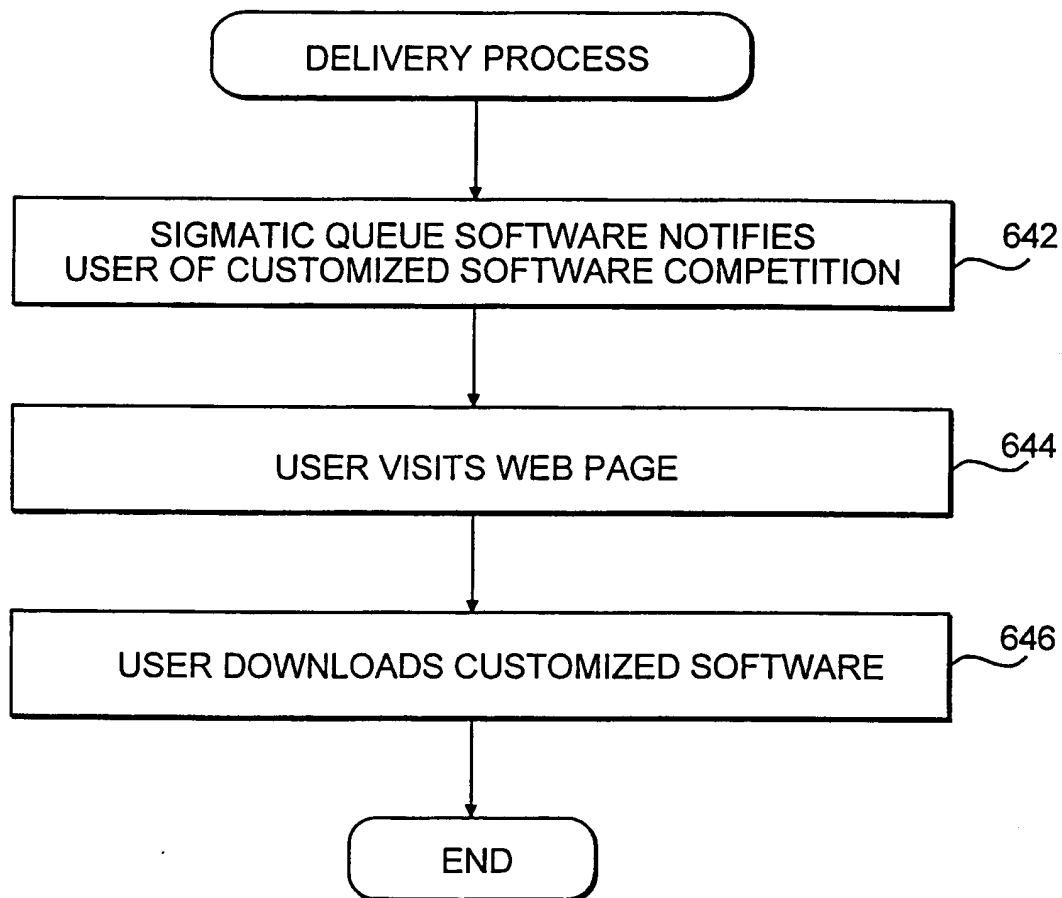 DELIVERY PROCESS
SIGMATIC QUEUE SOFTWARE NOTIFIES
USER OF CUSTOMIZED SOFTWARE COMPETITION
642
USER VISITS WEB PAGE
644
USER DOWNLOADS CUSTOMIZED SOFTWARE
646
END